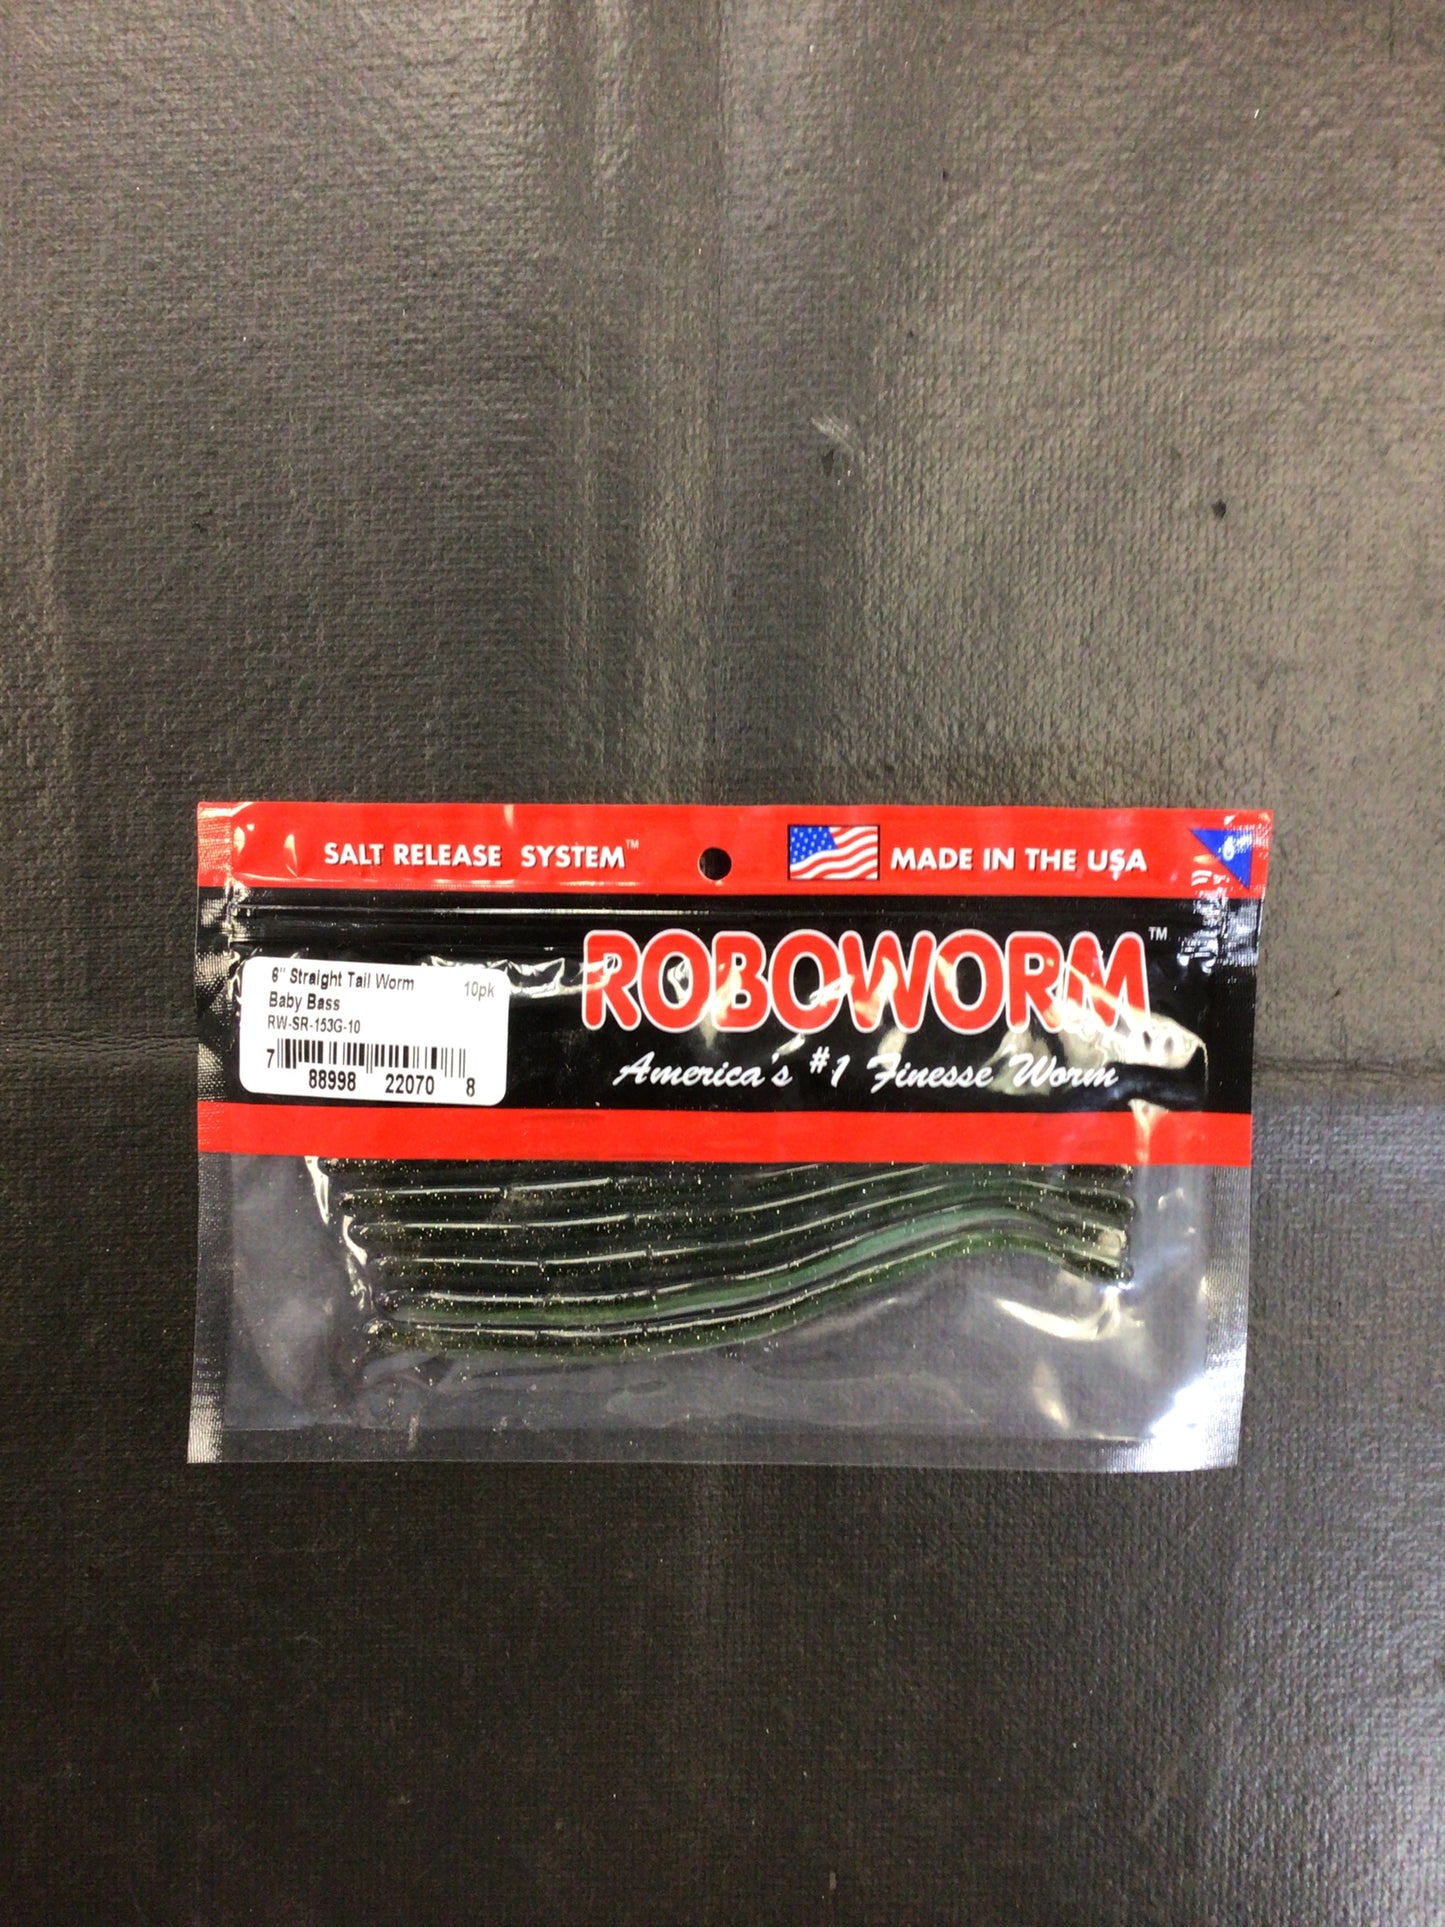 SALT RELEASE SYSTEM™
MADE IN THE USA
6"
ROBOWORM™
America's #1 Finesse Worm
6" Straight Tail Worm 10pk
Baby Bass
RW-SR-153G-10
7 88998 22070 8